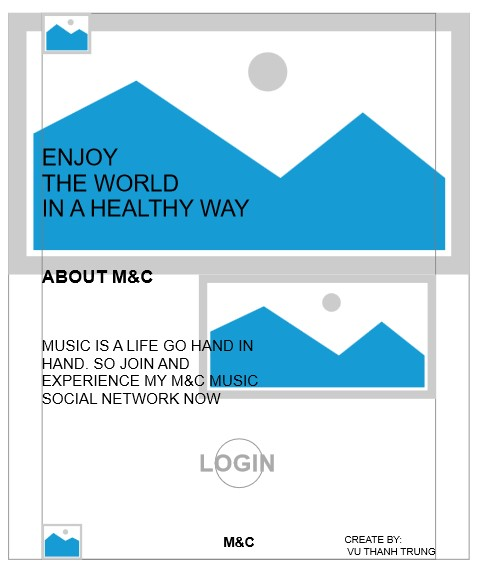 ENJOY
THE WORLD
IN A HEALTHY WAY
ABOUT M&C
MUSIC IS A LIFE GO HAND IN
HAND. SO JOIN AND
EXPERIENCE MY M&C MUSIC
SOCIAL NETWORK NOW
LOGIN
M&C
CREATE BY:
VU THANH TRUNG